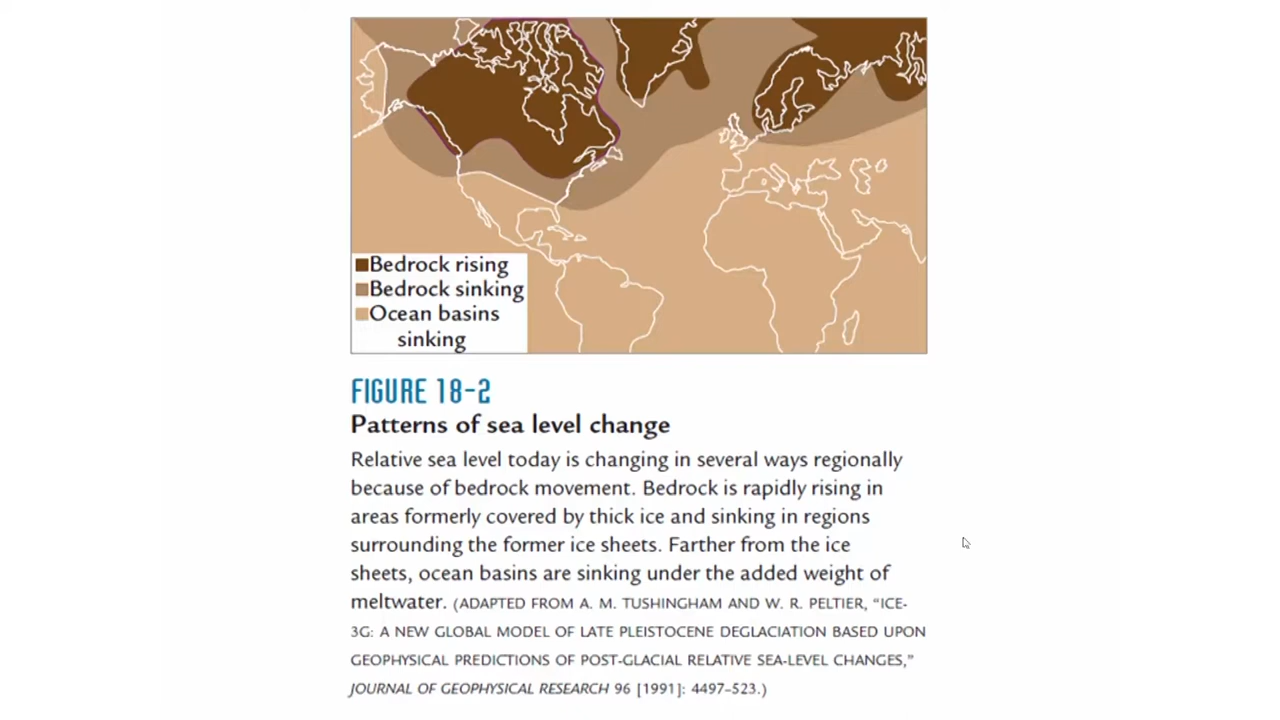 Bedrock rising
Bedrock sinking
Ocean basins
sinking
FIGURE 18-2
Patterns of sea level change
Relative sea level today is changing in several ways regionally
because of bedrock movement. Bedrock is rapidly rising in
areas formerly covered by thick ice and sinking in regions
surrounding the former ice sheets. Farther from the ice
sheets, ocean basins are sinking under the added weight of
meltwater. (ADAPTED FROM A. M. TUSHINGHAM AND W. R. PELTIER, “ICE-
3G: A NEW GLOBAL MODEL OF LATE PLEISTOCENE DEGLACIATION BASED UPON
GEOPHYSICAL PREDICTIONS OF POST-GLACIAL RELATIVE SEA-LEVEL CHANGES,”
JOURNAL OF GEOPHYSICAL RESEARCH 96 [1991]: 4497–523.)